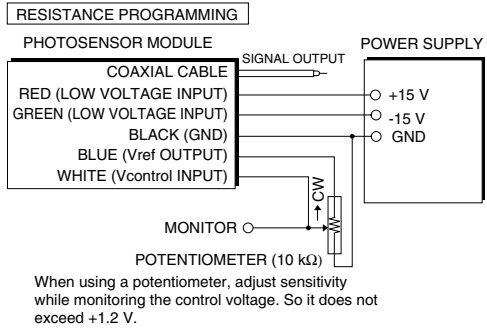 RESISTANCE PROGRAMMING
PHOTOSENSOR MODULE
POWER SUPPLY
SIGNAL OUTPUT
COAXIAL CABLE
RED (LOW VOLTAGE INPUT)
+15 V
GREEN (LOW VOLTAGE INPUT)
-15 V
BLACK (GND)
GND
BLUE (Vref OUTPUT)
WHITE (Vcontrol INPUT)
CW
MONITOR
POTENTIOMETER (10 kΩ)
When using a potentiometer, adjust sensitivity
while monitoring the control voltage. So it does not
exceed +1.2 V.